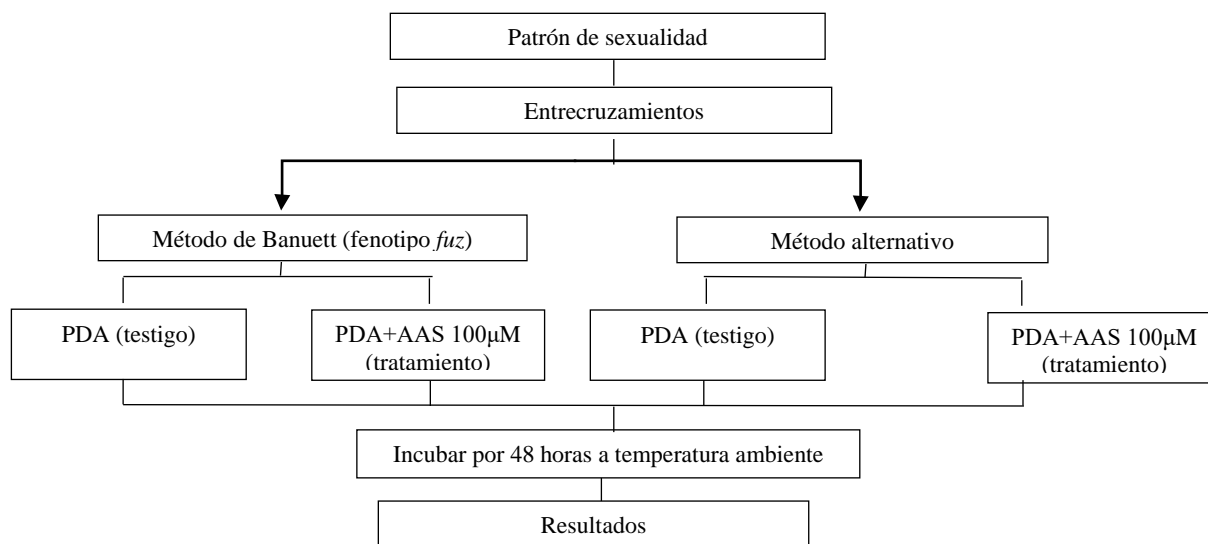 Patrón de sexualidad
Entrecruzamientos
Método de Banuett (fenotipo fuz)
Método alternativo
PDA (testigo)
PDA+AAS 100μM
(tratamiento)
PDA (testigo)
PDA+AAS 100μM
(tratamiento)
Incubar por 48 horas a temperatura ambiente
Resultados